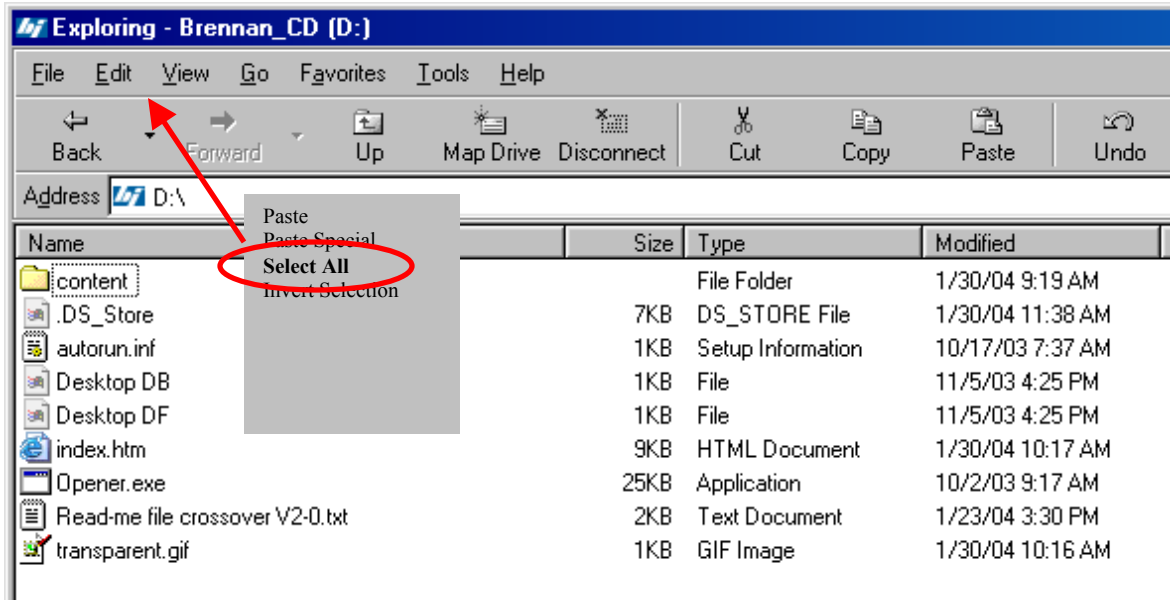 Exploring - Brennan_CD (D:)
File Edit View Go Favorites Tools Help
Back Forward Up Map Drive Disconnect Cut Copy Paste Undo
Address D:\
Paste
Paste Special
Select All
Invert Selection
Name Size Type Modified
content File Folder 1/30/04 9:19 AM
.DS_Store 7KB DS_STORE File 1/30/04 11:38 AM
autorun.inf 1KB Setup Information 10/17/03 7:37 AM
Desktop DB 1KB File 11/5/03 4:25 PM
Desktop DF 1KB File 11/5/03 4:25 PM
index.htm 9KB HTML Document 1/30/04 10:17 AM
Opener.exe 25KB Application 10/2/03 9:17 AM
Read-me file crossover V2-0.txt 2KB Text Document 1/23/04 3:30 PM
transparent.gif 1KB GIF Image 1/30/04 10:16 AM